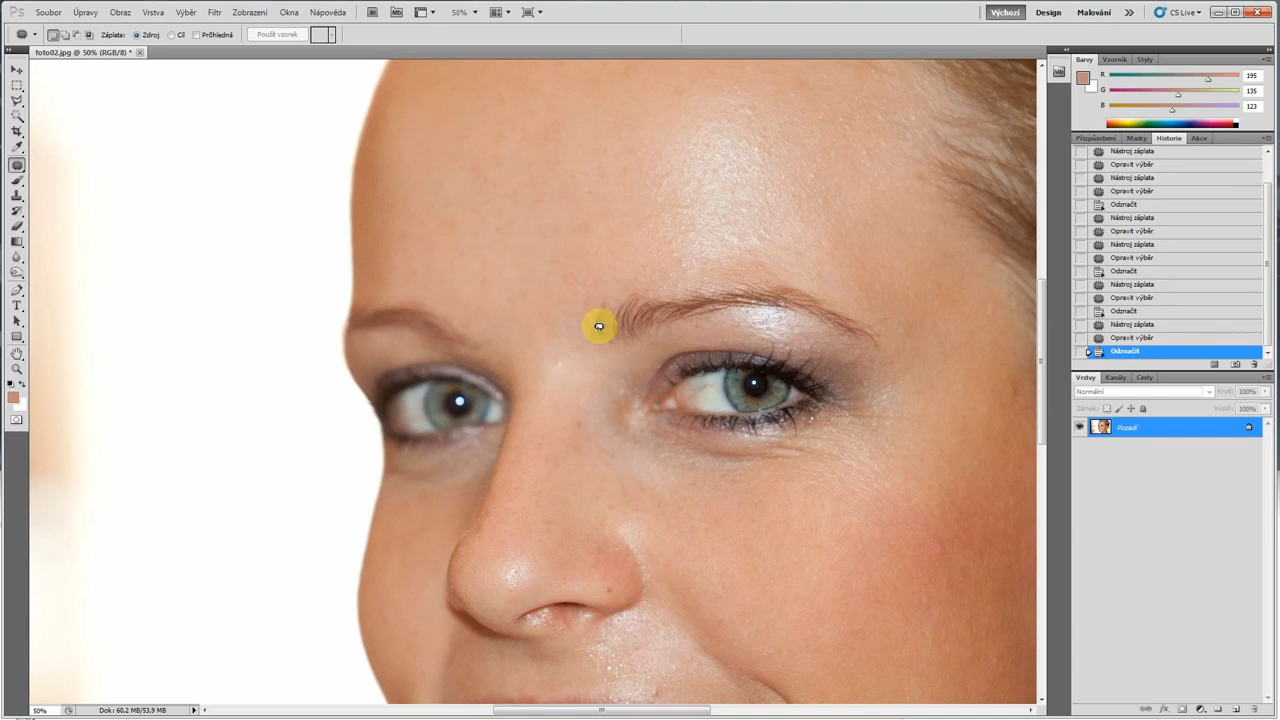 Ps Soubor Úpravy Obraz Vrstva Výběr Filtr Zobrazení Okna Nápověda Br Mb 50% Výchozí Design Malování CS Live
Záplata: Zdroj Cíl Průhledná Použít vzorek
foto02.jpg @ 50% (RGB/8) *
Barvy Vzorník Styly
R 195
G 135
B 123
Přizpůsobení Masky Historie Akce
Nástroj záplata
Opravit výběr
Nástroj záplata
Opravit výběr
Odznačit
Nástroj záplata
Opravit výběr
Nástroj záplata
Opravit výběr
Odznačit
Nástroj záplata
Opravit výběr
Odznačit
Nástroj záplata
Opravit výběr
Odznačit
Vrstvy Kanály Cesty
Normální Krytí: 100%
Zámek: Výplň: 100%
Pozadí
50% Dok: 60,2 MB/53,9 MB